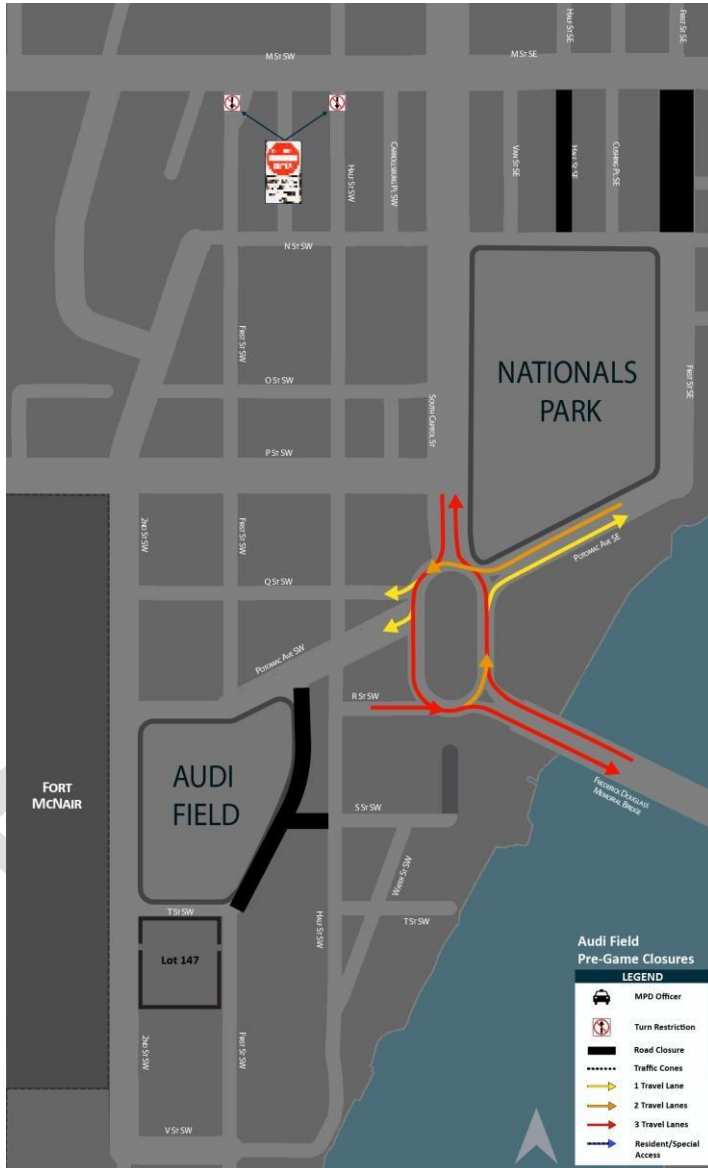 M St SW
M St SE
Half St SE
First St SE
Half St SW
Carrollsburg Pl SW
Van St SE
Half St SE
Cushing Pl SE
N St SW
First St SW
O St SW
South Capitol St
NATIONALS
PARK
First St SE
P St SW
2nd St SW
First St SW
Q St SW
Potomac Ave SE
Potomac Ave SW
R St SW
FORT
MCNAIR
AUDI
FIELD
S St SW
Frederick Douglass
Memorial Bridge
Water St SW
T St SW
T St SW
Half St SW
Lot 147
2nd St SW
First St SW
V St SW
Audi Field
Pre-Game Closures
LEGEND
MPD Officer
Turn Restriction
Road Closure
Traffic Cones
1 Travel Lane
2 Travel Lanes
3 Travel Lanes
Resident/Special
Access